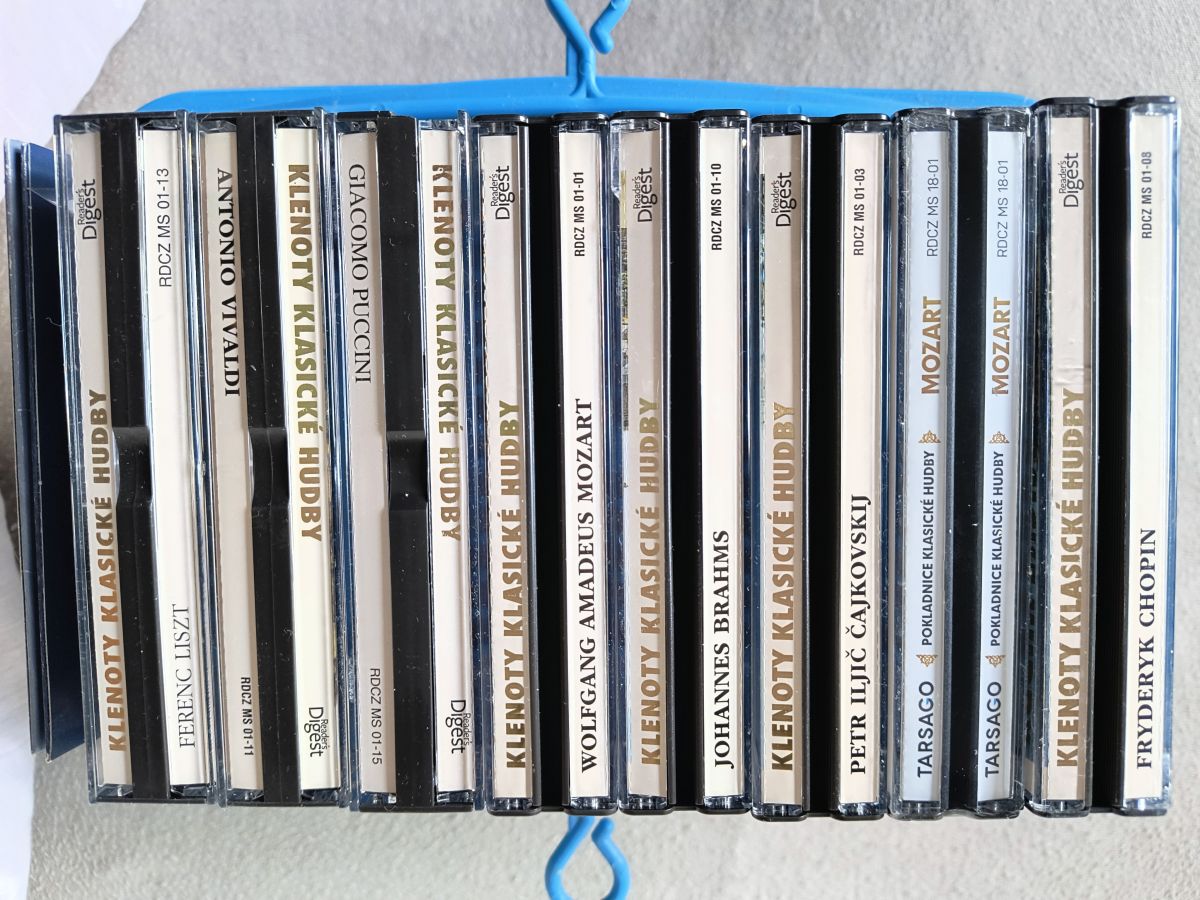 KLENOTY KLASICKÉ HUDBY
Reader's
Digest
FERENC LISZT
RDCZ MS 01-13
ANTONIO VIVALDI
RDCZ MS 01-11
KLENOTY KLASICKÉ HUDBY
Reader's
Digest
GIACOMO PUCCINI
RDCZ MS 01-15
KLENOTY KLASICKÉ HUDBY
Reader's
Digest
KLENOTY KLASICKÉ HUDBY
Reader's
Digest
WOLFGANG AMADEUS MOZART
RDCZ MS 01-01
KLENOTY KLASICKÉ HUDBY
Reader's
Digest
JOHANNES BRAHMS
RDCZ MS 01-10
KLENOTY KLASICKÉ HUDBY
Reader's
Digest
PETR ILJIČ ČAJKOVSKIJ
RDCZ MS 01-03
TARSAGO POKLADNICE KLASICKÉ HUDBY MOZART RDCZ MS 18-01
TARSAGO POKLADNICE KLASICKÉ HUDBY MOZART RDCZ MS 18-01
KLENOTY KLASICKÉ HUDBY
Reader's
Digest
FRYDERYK CHOPIN
RDCZ MS 01-08